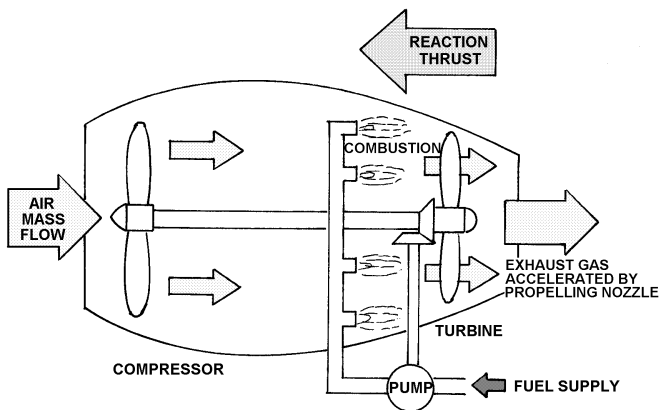 REACTION
THRUST
COMBUSTION
AIR
MASS
FLOW
EXHAUST GAS
ACCELERATED BY
PROPELLING NOZZLE
TURBINE
COMPRESSOR
PUMP
FUEL SUPPLY